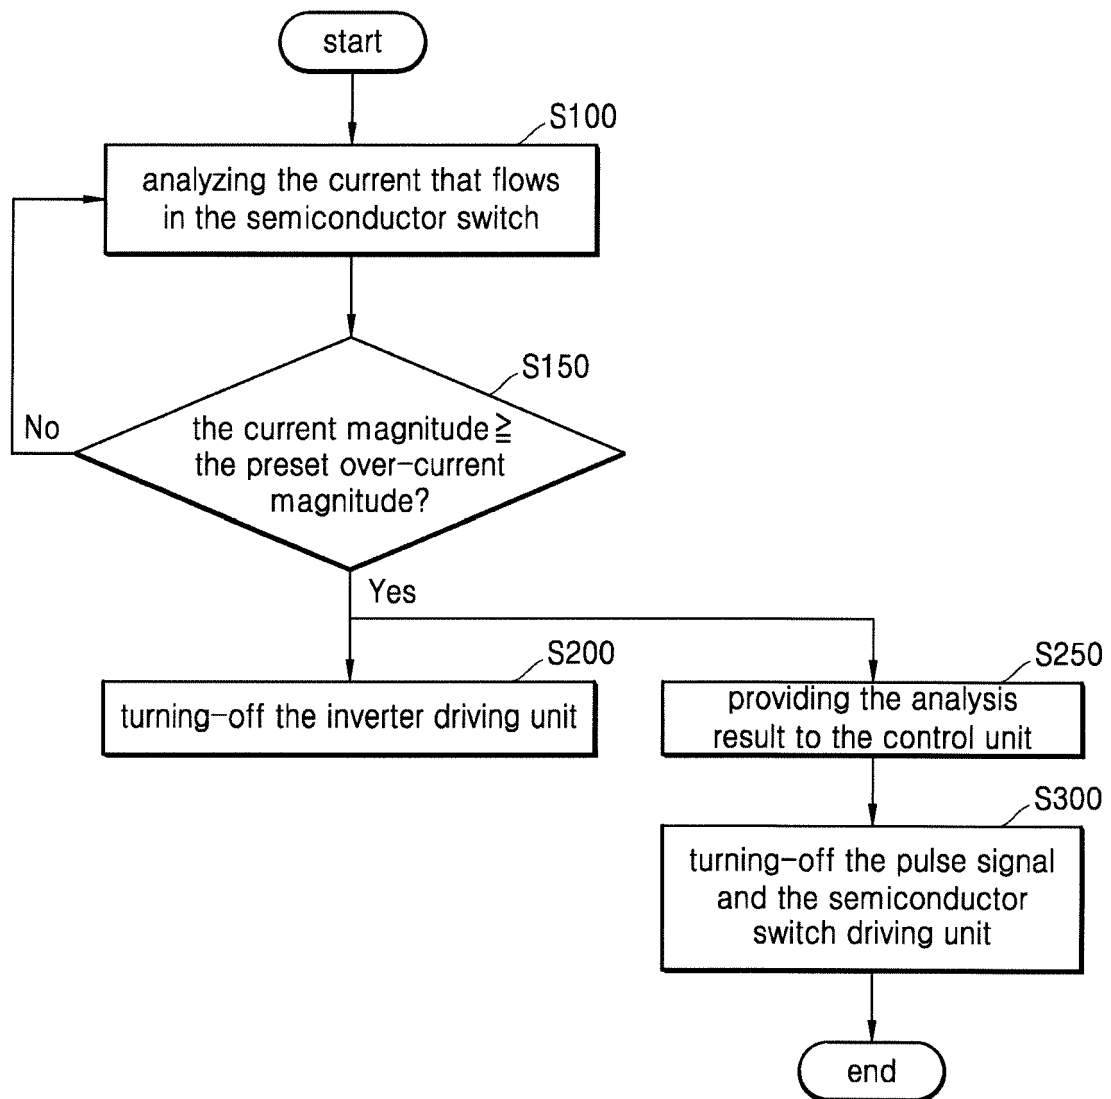 start
S100
analyzing the current that flows
in the semiconductor switch
S150
No
the current magnitude≧
the preset over-current
magnitude?
Yes
S200
turning-off the inverter driving unit
S250
providing the analysis
result to the control unit
S300
turning-off the pulse signal
and the semiconductor
switch driving unit
end